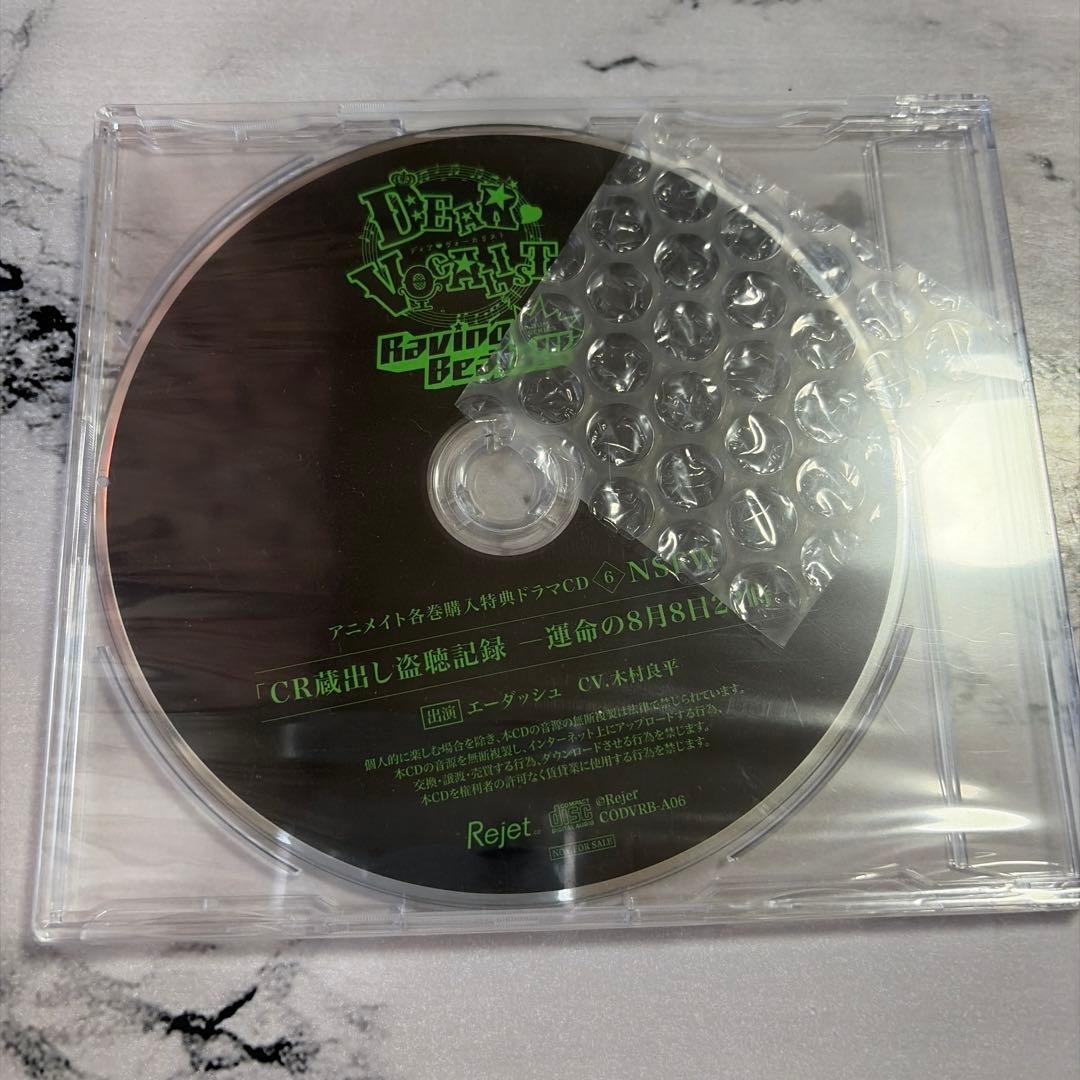 DEAR
ディア♥ヴォーカリスト
VOCALIST
Raving
アニメイト各巻購入特典ドラマCD 6
「CR蔵出し盗聴記録 ―運命の8月8日
出演 エーダッシュ CV.木村良平
個人的に楽しむ場合を除き、本CDの音源の無断複製は法律で禁じられています。
本CDの音源を無断複製し、インターネット上にアップロードする行為、
交換・譲渡・売買する行為、ダウンロードさせる行為を禁じます。
本CDを権利者の許可なく賃貸業に使用する行為を禁じます。
Rejet
COMPACT
disc
DIGITAL AUDIO
©Rejet
CODVRB-A06
NOT FOR SALE